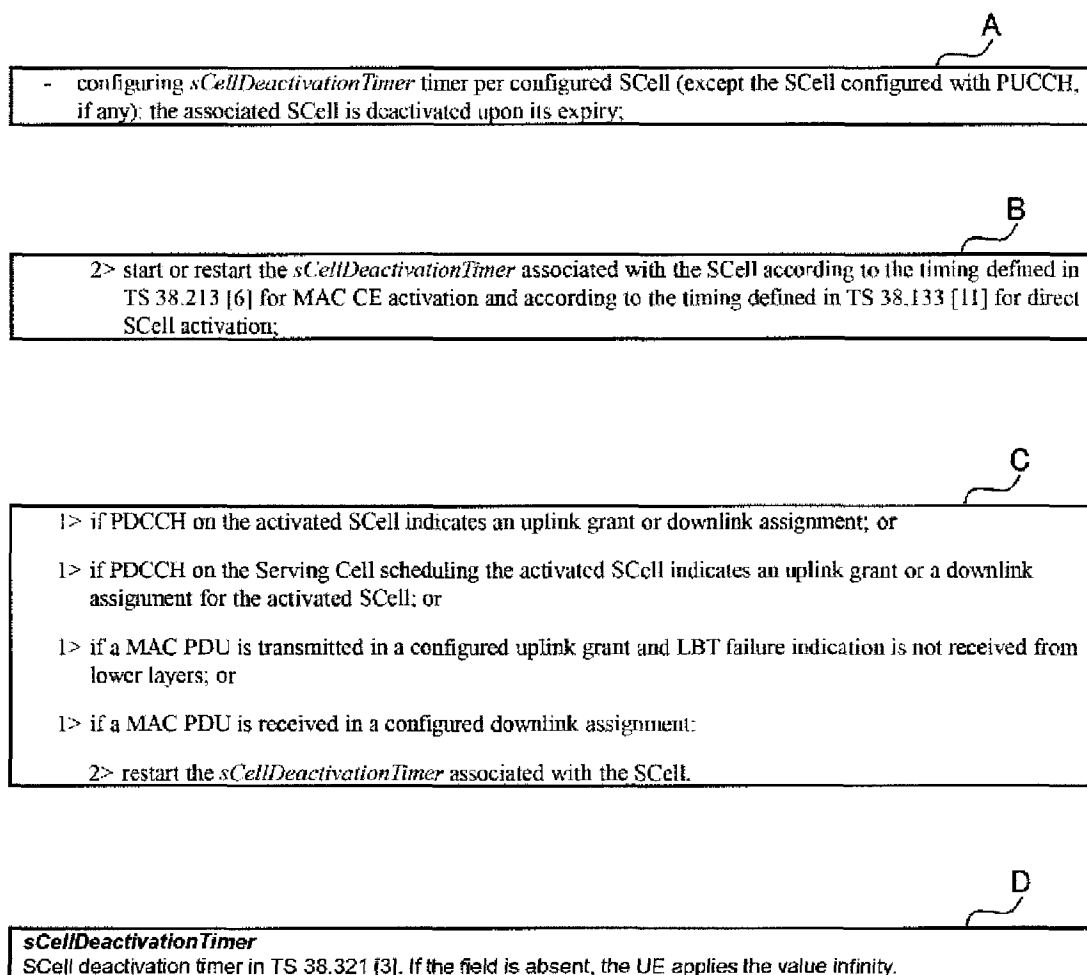 A
- configuring sCellDeactivationTimer timer per configured SCell (except the SCell configured with PUCCH,
if any): the associated SCell is deactivated upon its expiry;
B
2> start or restart the sCellDeactivationTimer associated with the SCell according to the timing defined in
TS 38.213 [6] for MAC CE activation and according to the timing defined in TS 38.133 [11] for direct
SCell activation;
C
1> if PDCCH on the activated SCell indicates an uplink grant or downlink assignment; or
1> if PDCCH on the Serving Cell scheduling the activated SCell indicates an uplink grant or a downlink
assignment for the activated SCell; or
1> if a MAC PDU is transmitted in a configured uplink grant and LBT failure indication is not received from
lower layers; or
1> if a MAC PDU is received in a configured downlink assignment:
2> restart the sCellDeactivationTimer associated with the SCell.
D
sCellDeactivationTimer
SCell deactivation timer in TS 38.321 [3]. If the field is absent, the UE applies the value infinity.